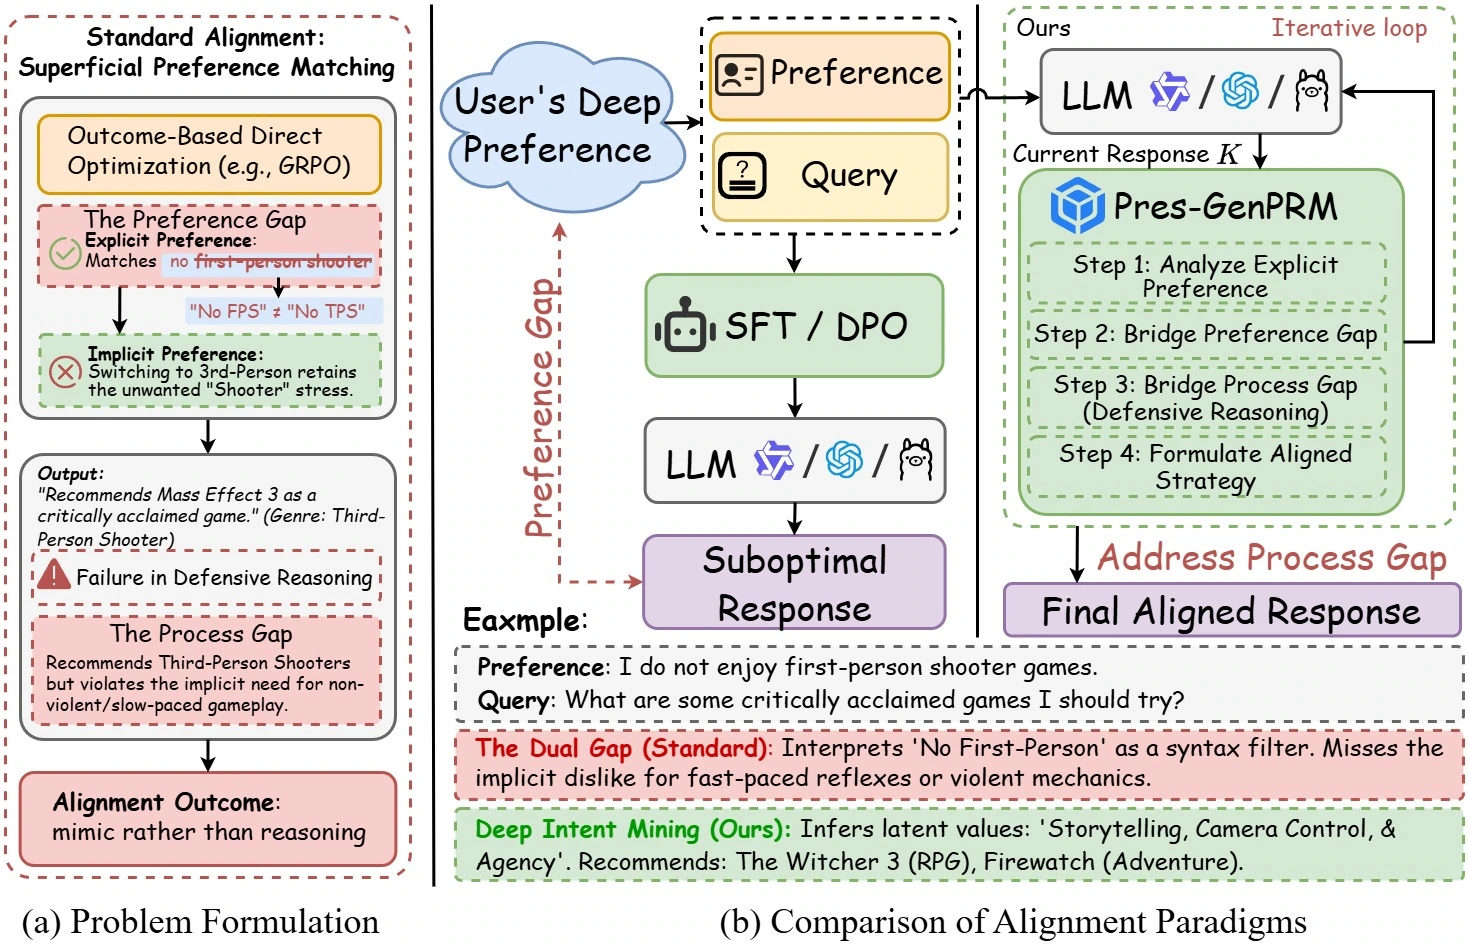 Standard Alignment:
Superficial Preference Matching
Outcome-Based Direct
Optimization (e.g., GRPO)
The Preference Gap
Explicit Preference:
Matches no first-person shooter
"No FPS" ≠ "No TPS"
Implicit Preference:
Switching to 3rd-Person retains
the unwanted "Shooter" stress.
Output:
"Recommends Mass Effect 3 as a
critically acclaimed game." (Genre: Third-
Person Shooter)
Failure in Defensive Reasoning
The Process Gap
Recommends Third-Person Shooters
but violates the implicit need for non-
violent/slow-paced gameplay.
Alignment Outcome:
mimic rather than reasoning
(a) Problem Formulation
User's Deep
Preference
Preference
?
Query
Preference Gap
SFT / DPO
LLM / /
Suboptimal
Response
Ours
Iterative loop
LLM / /
Current Response K
Pres-GenPRM
Step 1: Analyze Explicit
Preference
Step 2: Bridge Preference Gap
Step 3: Bridge Process Gap
(Defensive Reasoning)
Step 4: Formulate Aligned
Strategy
Address Process Gap
Final Aligned Response
Eaxmple:
Preference: I do not enjoy first-person shooter games.
Query: What are some critically acclaimed games I should try?
The Dual Gap (Standard): Interprets 'No First-Person' as a syntax filter. Misses the
implicit dislike for fast-paced reflexes or violent mechanics.
Deep Intent Mining (Ours): Infers latent values: 'Storytelling, Camera Control, &
Agency'. Recommends: The Witcher 3 (RPG), Firewatch (Adventure).
(b) Comparison of Alignment Paradigms